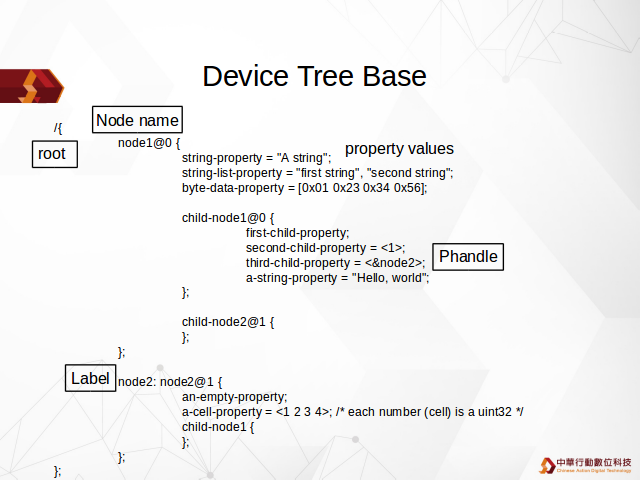 Device Tree Base
Node name
/{
node1@0 {
root
property values
string-property = "A string";
string-list-property = "first string", "second string";
byte-data-property = [0x01 0x23 0x34 0x56];
child-node1@0 {
first-child-property;
second-child-property = <1>;
third-child-property = <&node2>;
Phandle
a-string-property = "Hello, world";
};
child-node2@1 {
};
};
Label
node2: node2@1 {
an-empty-property;
a-cell-property = <1 2 3 4>; /* each number (cell) is a uint32 */
child-node1 {
};
};
};
中華行動數位科技
Chinese Action Digital Technology